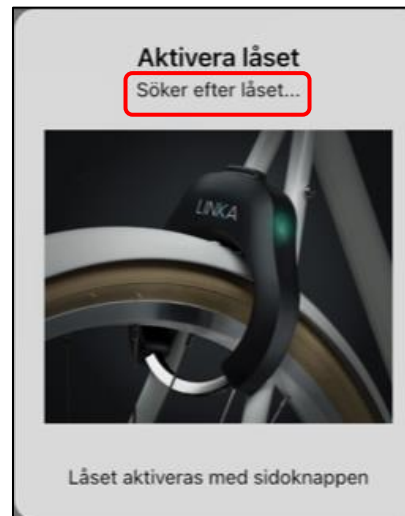 Aktivera låset
Söker efter låset...
LINKA
Låset aktiveras med sidoknappen